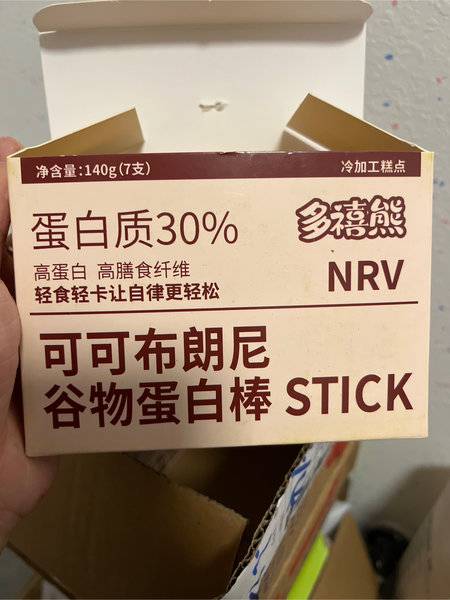 净含量:140g(7支)
冷加工糕点
蛋白质30%
多禧熊
高蛋白 高膳食纤维
NRV
轻食轻卡让自律更轻松
可可布朗尼
谷物蛋白棒 STICK